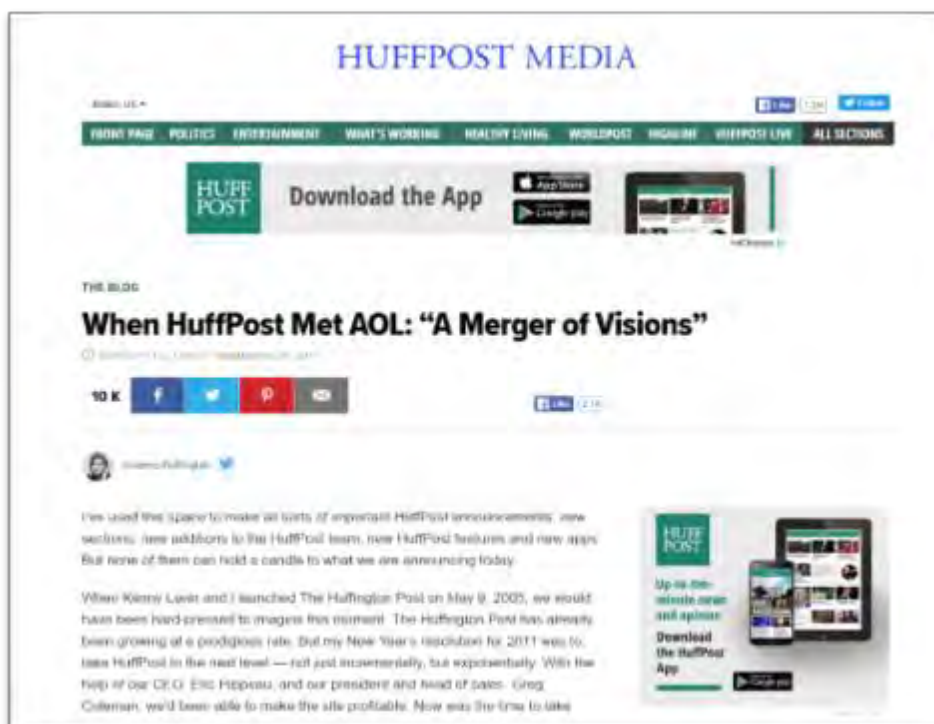 HUFFPOST MEDIA
Like
Follow
FRONT PAGE POLITICS ENTERTAINMENT WHAT'S WORKING HEALTHY LIVING WORLDPOST HIGHLINE HUFFPOST LIVE ALL SECTIONS
HUFF
POST
Download the App
App Store
Google play
THE BLOG
When HuffPost Met AOL: “A Merger of Visions”
10 K
Like
Arianna Huffington
I've used this space to make all sorts of important HuffPost announcements: new
sections, new additions to the HuffPost team, new HuffPost features and new apps.
But none of them can hold a candle to what we are announcing today.
When Kenny Lerer and I launched The Huffington Post on May 9, 2005, we would
have been hard-pressed to imagine this moment. The Huffington Post has already
been growing at a prodigious rate. But my New Year's resolution for 2011 was to
take HuffPost to the next level — not just incrementally, but exponentially. With the
help of our CEO, Eric Hippeau, and our president and head of sales, Greg
Coleman, we'd been able to make the site profitable. Now was the time to take
HUFF
POST
Up-to-the-
minute news
and opinion
Download
the HuffPost
App
Google play